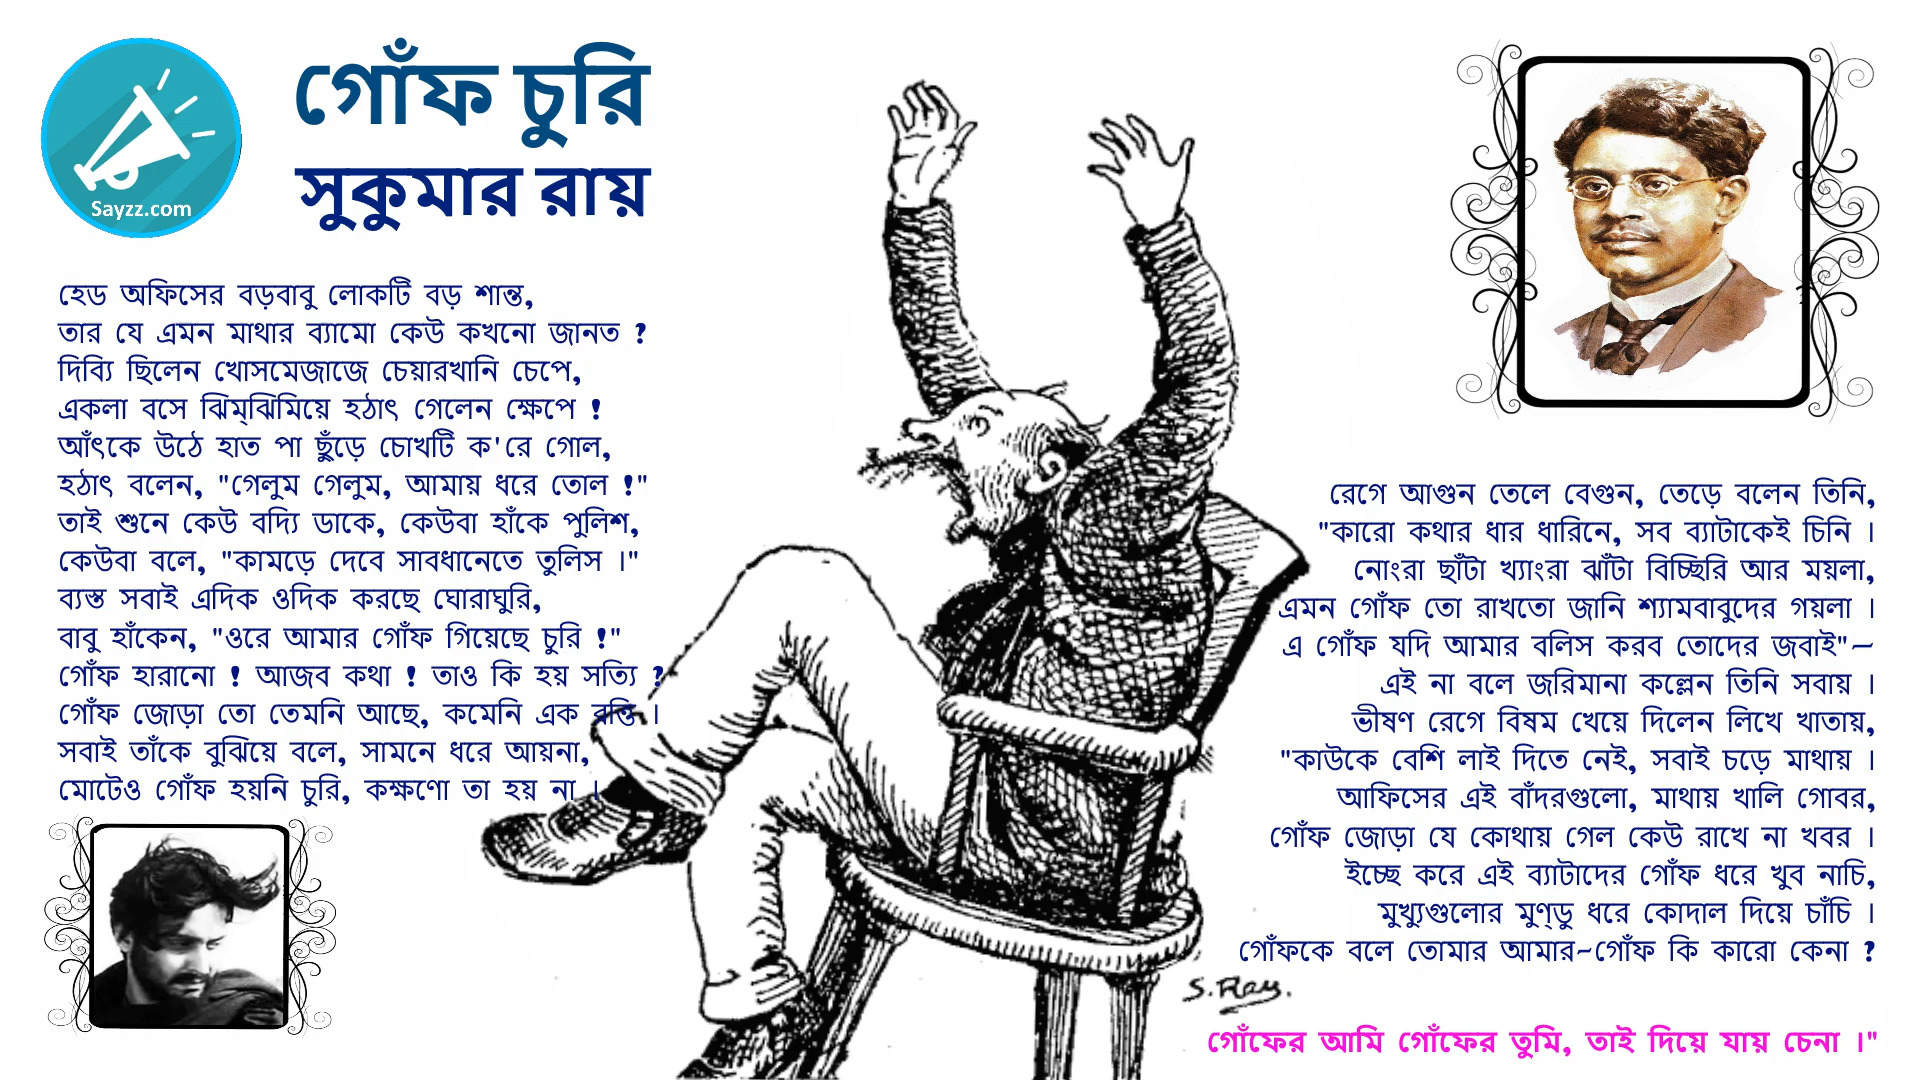 Sayzz.com
গোঁফ চুরি
সুকুমার রায়
হেড অফিসের বড়বাবু লোকটি বড় শান্ত,
তার যে এমন মাথার ব্যামো কেউ কখনো জানত ?
দিব্যি ছিলেন খোসমেজাজে চেয়ারখানি চেপে,
একলা বসে ঝিম্‌ঝিমিয়ে হঠাৎ গেলেন ক্ষেপে !
আঁৎকে উঠে হাত পা ছুঁড়ে চোখটি ক'রে গোল,
হঠাৎ বলেন, "গেলুম গেলুম, আমায় ধরে তোল !"
তাই শুনে কেউ বদ্যি ডাকে, কেউবা হাঁকে পুলিশ,
কেউবা বলে, "কামড়ে দেবে সাবধানেতে তুলিস ।"
ব্যস্ত সবাই এদিক ওদিক করছে ঘোরাঘুরি,
বাবু হাঁকেন, "ওরে আমার গোঁফ গিয়েছে চুরি !"
গোঁফ হারানো ! আজব কথা ! তাও কি হয় সত্যি ?
গোঁফ জোড়া তো তেমনি আছে, কমেনি এক রত্তি ।
সবাই তাঁকে বুঝিয়ে বলে, সামনে ধরে আয়না,
মোটেও গোঁফ হয়নি চুরি, কক্ষণো তা হয় না ।
রেগে আগুন তেলে বেগুন, তেড়ে বলেন তিনি,
"কারো কথার ধার ধারিনে, সব ব্যাটাকেই চিনি ।
নোংরা ছাঁটা খ্যাংরা ঝাঁটা বিচ্ছিরি আর ময়লা,
এমন গোঁফ তো রাখতো জানি শ্যামবাবুদের গয়লা ।
এ গোঁফ যদি আমার বলিস করব তোদের জবাই"—
এই না বলে জরিমানা কল্লেন তিনি সবায় ।
ভীষণ রেগে বিষম খেয়ে দিলেন লিখে খাতায়,
"কাউকে বেশি লাই দিতে নেই, সবাই চড়ে মাথায় ।
আফিসের এই বাঁদরগুলো, মাথায় খালি গোবর,
গোঁফ জোড়া যে কোথায় গেল কেউ রাখে না খবর ।
ইচ্ছে করে এই ব্যাটাদের গোঁফ ধরে খুব নাচি,
মুখ্যুগুলোর মুণ্ডু ধরে কোদাল দিয়ে চাঁচি ।
গোঁফকে বলে তোমার আমার–গোঁফ কি কারো কেনা ?
S. Ray.
গোঁফের আমি গোঁফের তুমি, তাই দিয়ে যায় চেনা ।"